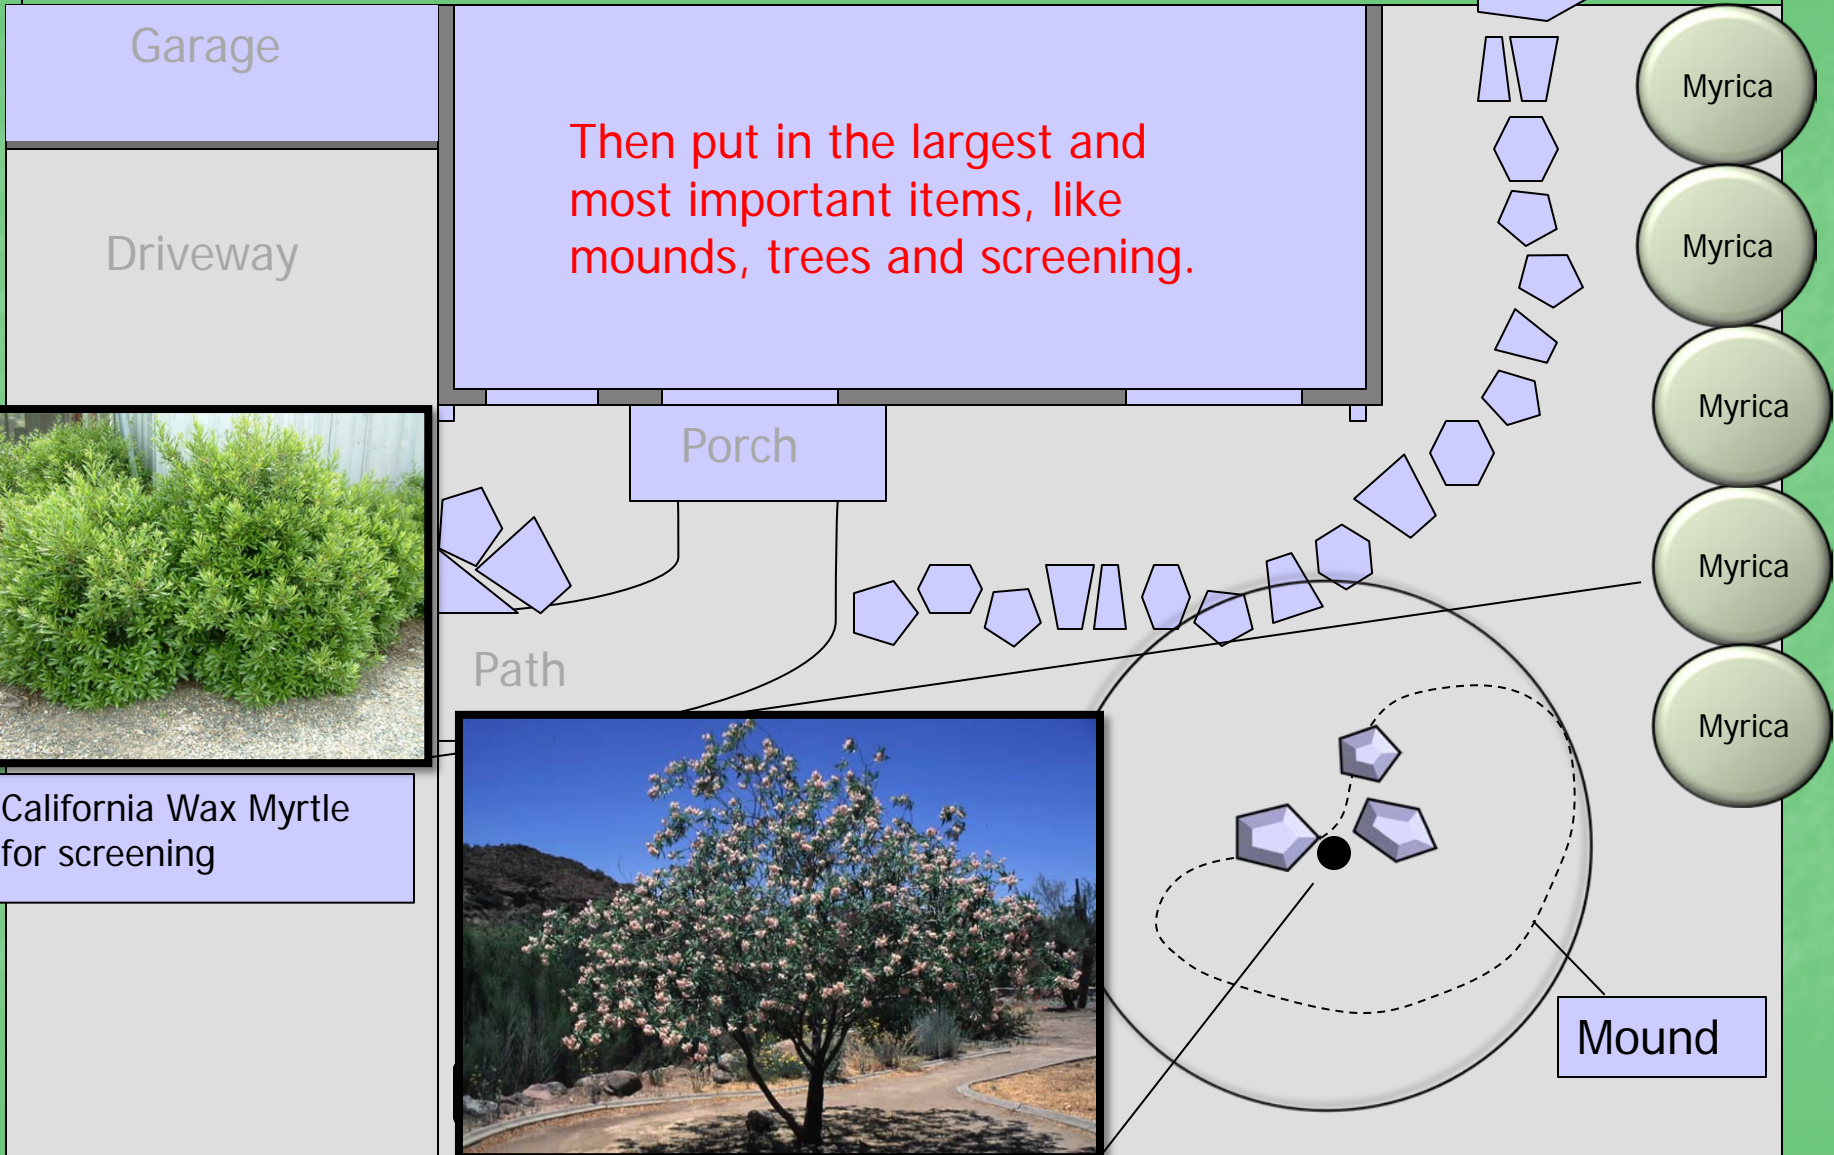 Garage
Then put in the largest and
most important items, like
mounds, trees and screening.
Driveway
Myrica
Myrica
Myrica
Myrica
Myrica
Porch
Path
California Wax Myrtle
for screening
Mound